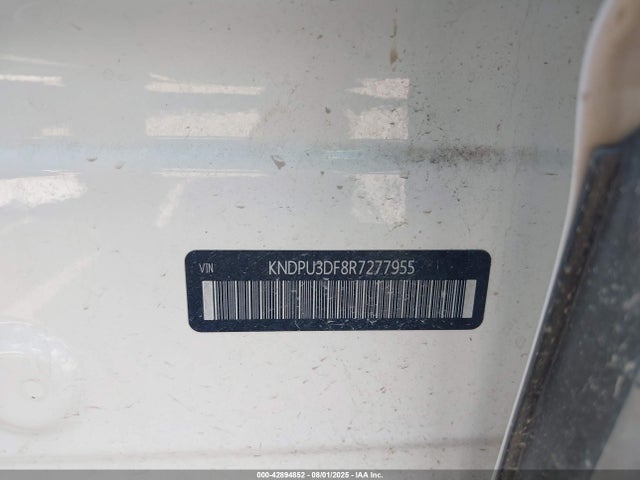 VIN KNDPU3DF8R7277955
000-42894852 - 08/01/2025 - IAA Inc.